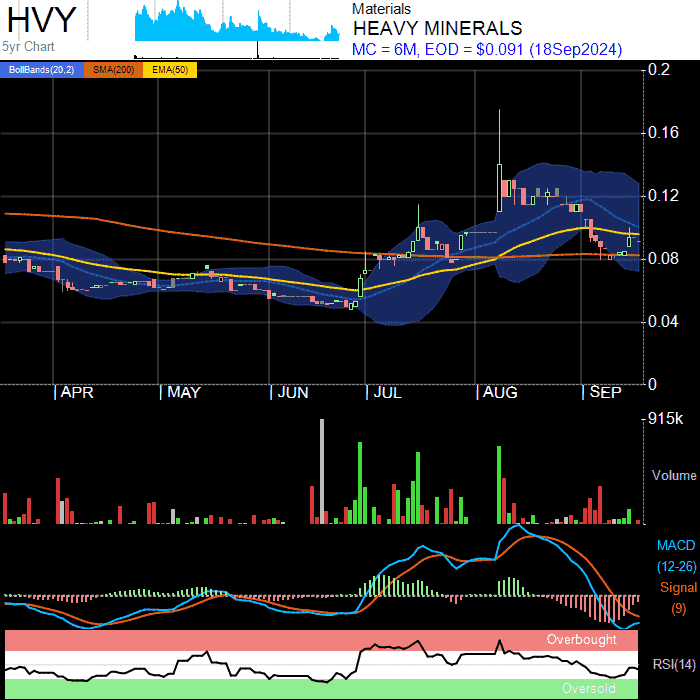 HVY
5yr Chart
Materials
HEAVY MINERALS
MC = 6M, EOD = $0.091 (18Sep2024)
BollBands(20,2) SMA(200) EMA(50)
0.2
0.16
0.12
0.08
0.04
0
APR MAY JUN JUL AUG SEP
915k
Volume
MACD
(12-26)
Signal
(9)
Overbought
RSI(14)
Oversold